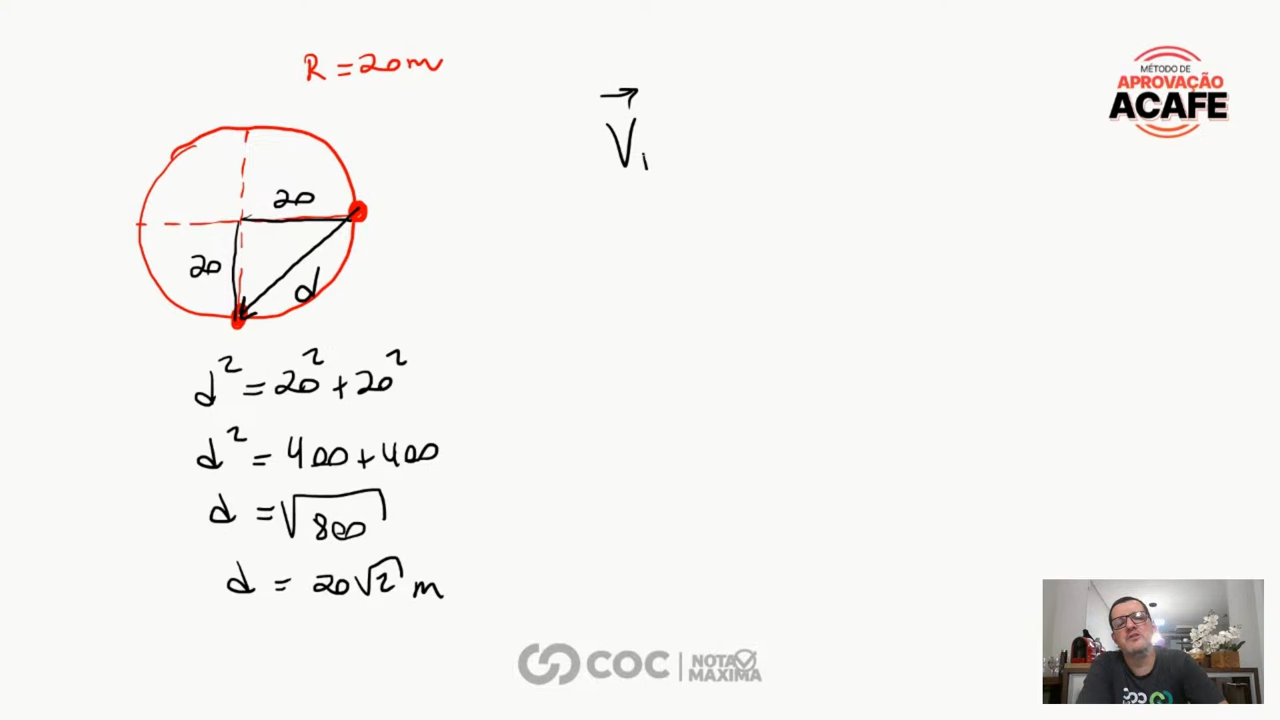 R = 20m
20
20
d
d² = 20² + 20²
d² = 400 + 400
d = √800
d = 20√2 m
V⃗ᵢ
MÉTODO DE
APROVAÇÃO
ACAFE
COC
NOTA
MÁXIMA